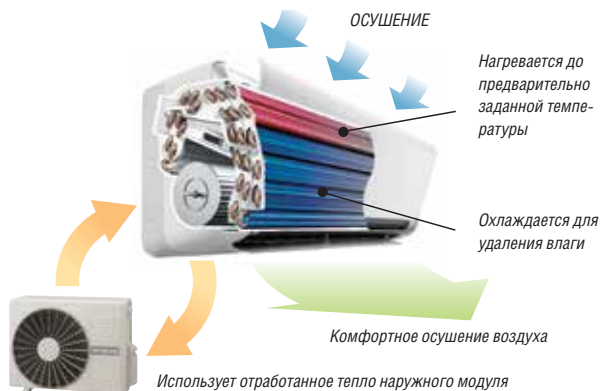 ОСУШЕНИЕ
Нагревается до
предварительно
заданной темпе-
ратуры
Охлаждается для
удаления влаги
Комфортное осушение воздуха
Использует отработанное тепло наружного модуля